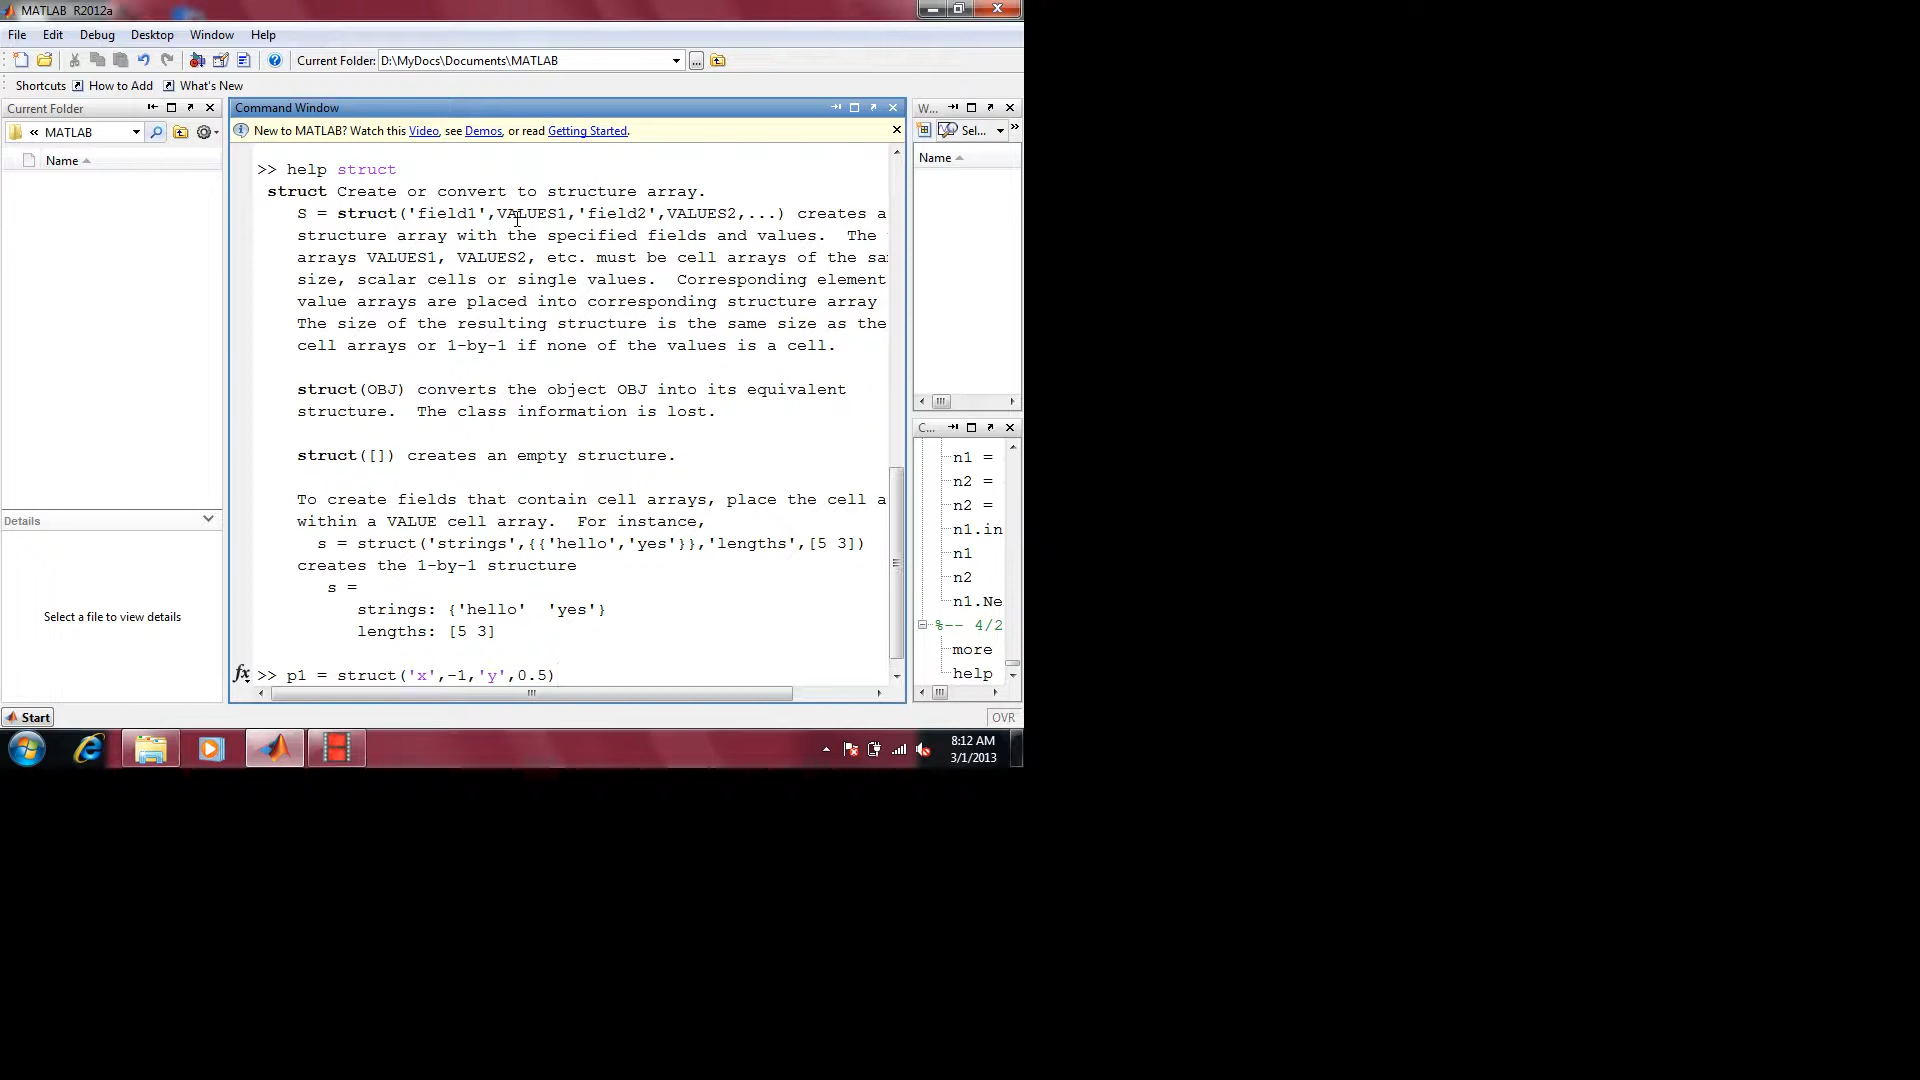 MATLAB R2012a
File Edit Debug Desktop Window Help
Current Folder: D:\MyDocs\Documents\MATLAB
Shortcuts How to Add What's New
Current Folder
« MATLAB
Name
Details
Select a file to view details
Command Window
New to MATLAB? Watch this Video, see Demos, or read Getting Started.
>> help struct
struct Create or convert to structure array.
S = struct('field1',VALUES1,'field2',VALUES2,...) creates a
structure array with the specified fields and values.  The
arrays VALUES1, VALUES2, etc. must be cell arrays of the sa
size, scalar cells or single values.  Corresponding element
value arrays are placed into corresponding structure array
The size of the resulting structure is the same size as the
cell arrays or 1-by-1 if none of the values is a cell.
struct(OBJ) converts the object OBJ into its equivalent
structure.  The class information is lost.
struct([]) creates an empty structure.
To create fields that contain cell arrays, place the cell a
within a VALUE cell array.  For instance,
s = struct('strings',{{'hello','yes'}},'lengths',[5 3])
creates the 1-by-1 structure
s =
strings: {'hello'  'yes'}
lengths: [5 3]
fx >> p1 = struct('x',-1,'y',0.5)
W...
Sel...
Name
C...
n1 =
n2 =
n2 =
n1.in
n1
n2
n1.Ne
%-- 4/2
more
help
Start
OVR
8:12 AM
3/1/2013